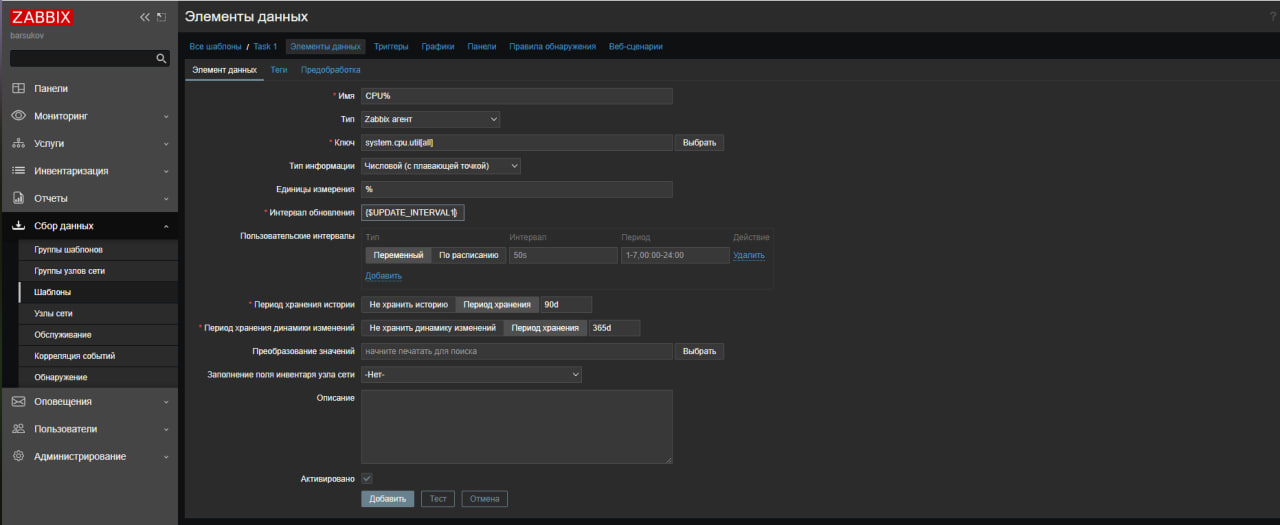 ZABBIX
barsukov
Панели
Мониторинг
Услуги
Инвентаризация
Отчеты
Сбор данных
Группы шаблонов
Группы узлов сети
Шаблоны
Узлы сети
Обслуживание
Корреляция событий
Обнаружение
Оповещения
Пользователи
Администрирование
Элементы данных
?
Все шаблоны / Task 1 Элементы данных Триггеры Графики Панели Правила обнаружения Веб-сценарии
Элемент данных Теги Предобработка
* Имя CPU%
Тип Zabbix агент
* Ключ system.cpu.util[all] Выбрать
Тип информации Числовой (с плавающей точкой)
Единицы измерения %
* Интервал обновления {$UPDATE_INTERVAL1}
Пользовательские интервалы Тип Интервал Период Действие
Переменный По расписанию 50s 1-7,00:00-24:00 Удалить
Добавить
* Период хранения истории Не хранить историю Период хранения 90d
* Период хранения динамики изменений Не хранить динамику изменений Период хранения 365d
Преобразование значений начните печатать для поиска Выбрать
Заполнение поля инвентаря узла сети -Нет-
Описание
Активировано
Добавить Тест Отмена